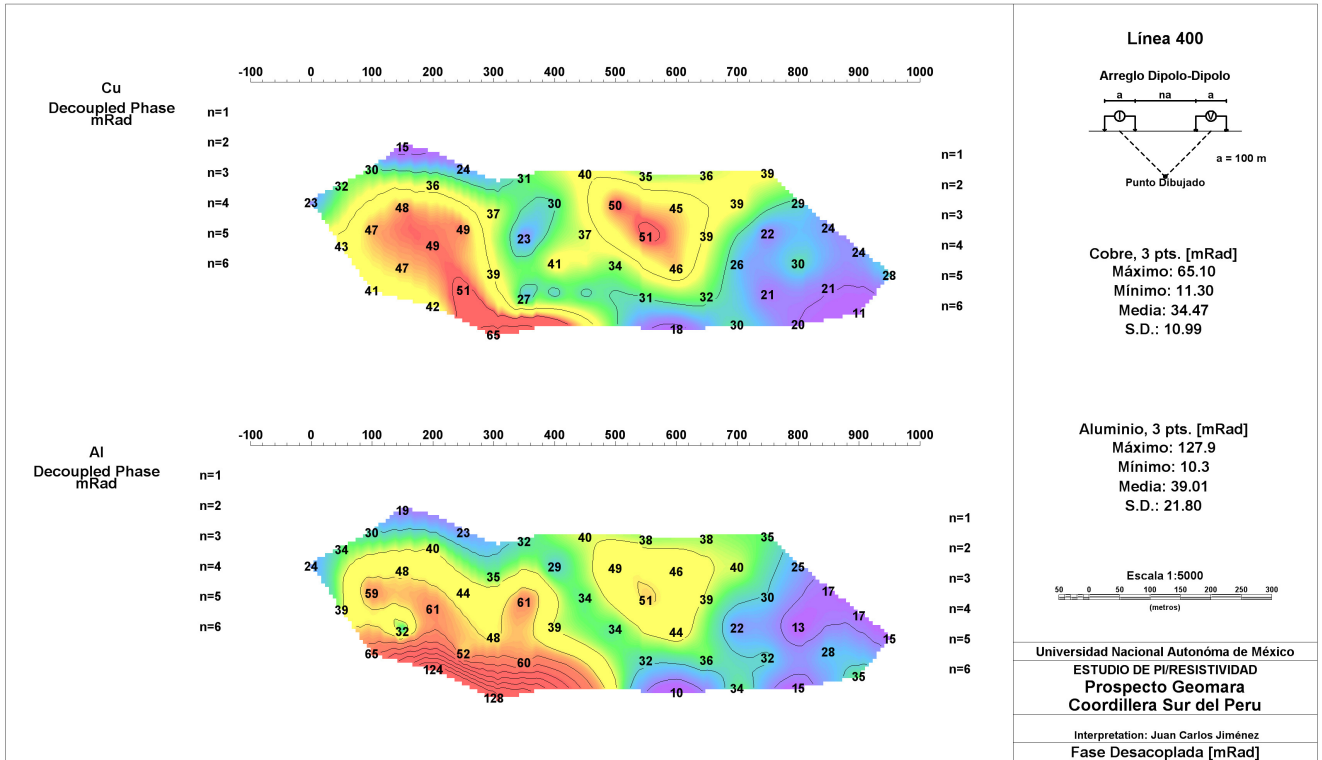 Cu
Decoupled Phase
mRad
-100 0 100 200 300 400 500 600 700 800 900 1000
n=1
n=2
n=3
n=4
n=5
n=6
15
30 24 31 40 35 36 39
32 36
23 48 37 30 50 45 39 29
47 49 23 37 51 39 22 24
43 49
47 39 41 34 46 26 30 24
28
41 51 27 31 32 21 21
42 11
65 18 30 20
n=1
n=2
n=3
n=4
n=5
n=6
Al
Decoupled Phase
mRad
-100 0 100 200 300 400 500 600 700 800 900 1000
n=1
n=2
n=3
n=4
n=5
n=6
19
30 23 32 40 38 38 35
34 40
24 48 35 29 49 46 40 25
59 44 61 34 51 39 30 17
39 61 17
32 48 39 34 44 22 13 15
65 52 60 32 36 32 28
124 35
128 10 34 15
n=1
n=2
n=3
n=4
n=5
n=6
Línea 400
Arreglo Dipolo-Dipolo
a na a
I V
a = 100 m
Punto Dibujado
Cobre, 3 pts. [mRad]
Máximo: 65.10
Mínimo: 11.30
Media: 34.47
S.D.: 10.99
Aluminio, 3 pts. [mRad]
Máximo: 127.9
Mínimo: 10.3
Media: 39.01
S.D.: 21.80
Escala 1:5000
50 0 50 100 150 200 250 300
(metros)
Universidad Nacional Autonóma de México
ESTUDIO DE PI/RESISTIVIDAD
Prospecto Geomara
Coordillera Sur del Peru
Interpretation: Juan Carlos Jiménez
Fase Desacoplada [mRad]